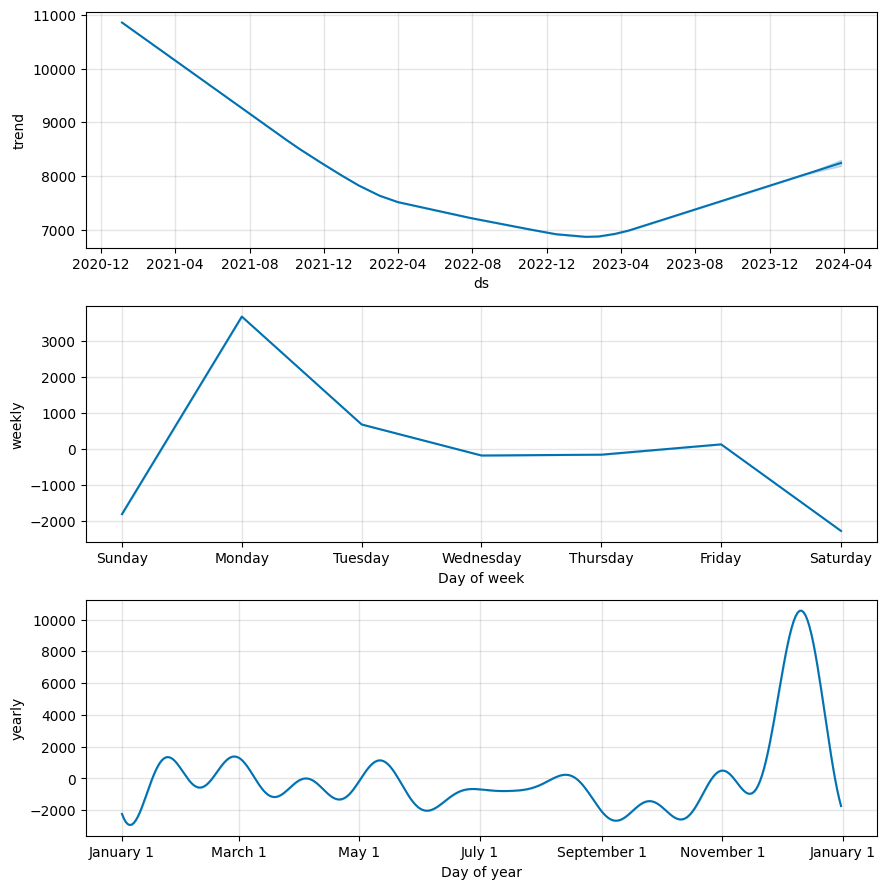 11000
10000
9000
8000
7000
trend
2020-12 2021-04 2021-08 2021-12 2022-04 2022-08 2022-12 2023-04 2023-08 2023-12 2024-04
ds
3000
2000
1000
0
−1000
−2000
weekly
Sunday Monday Tuesday Wednesday Thursday Friday Saturday
Day of week
10000
8000
6000
4000
2000
0
−2000
yearly
January 1 March 1 May 1 July 1 September 1 November 1 January 1
Day of year